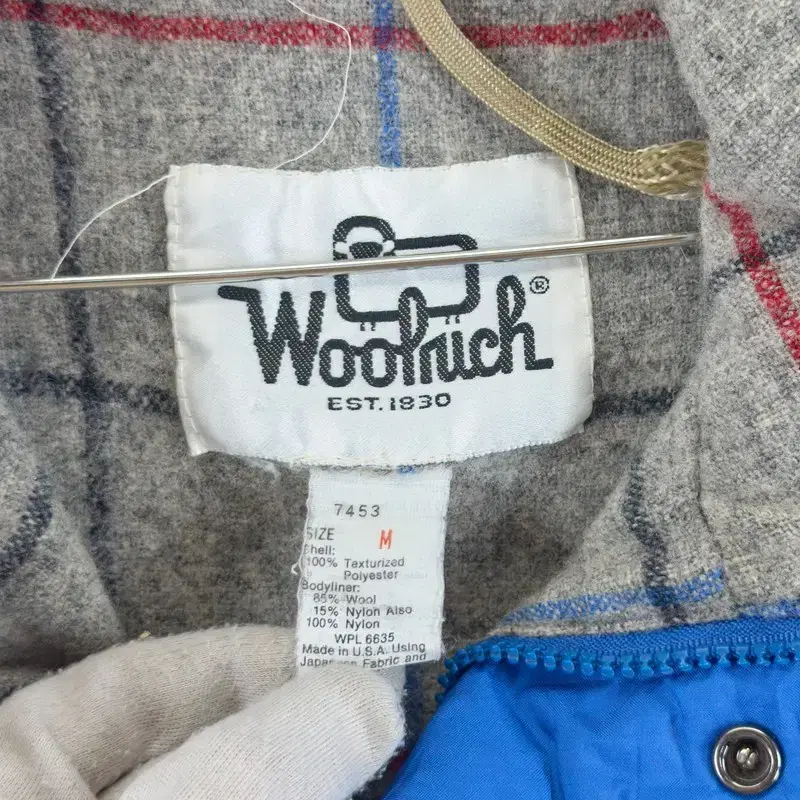 Woolrich®
EST. 1830
7453
SIZE M
Shell:
100% Texturized
Polyester
Bodyliner:
85% Wool
15% Nylon Also
100% Nylon
WPL 6635
Made in U.S.A. Using
Japanese Fabric and